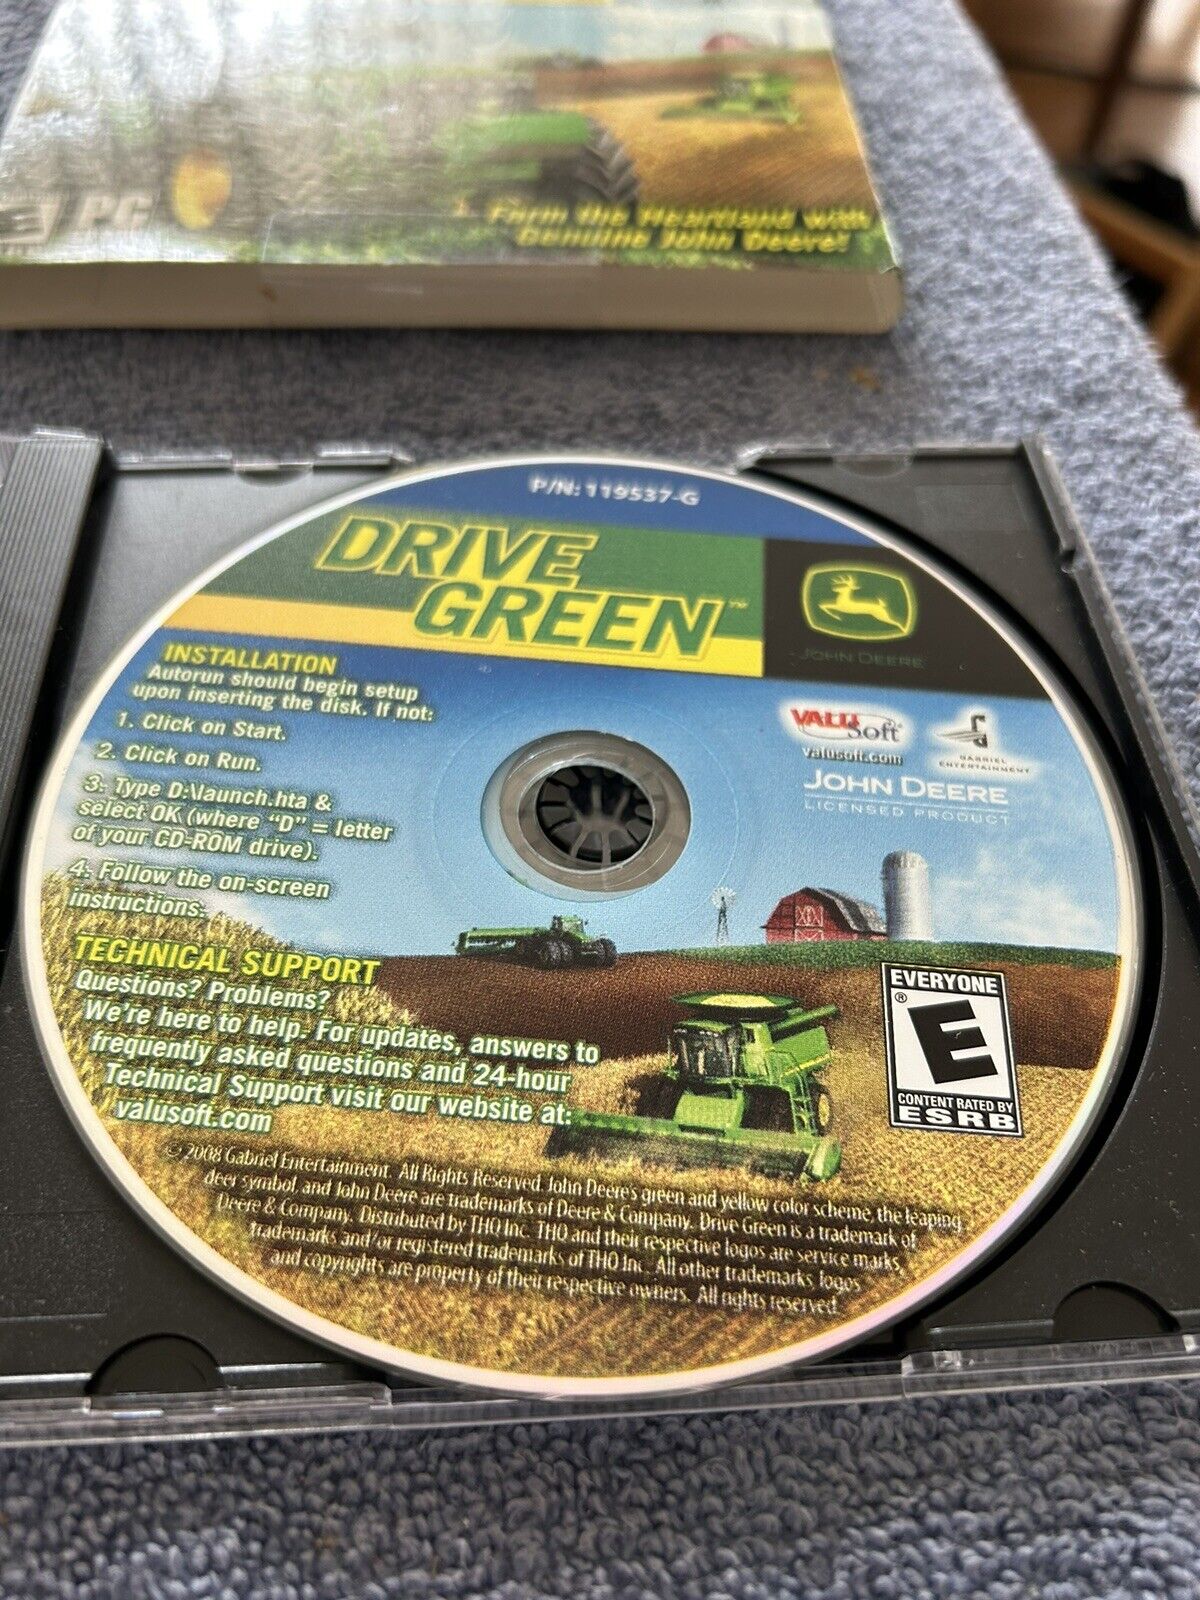 E
PC
Farm the Heartland with
Genuine John Deere!
P/N: 119537-G
DRIVE
GREEN™
JOHN DEERE
INSTALLATION
Autorun should begin setup
upon inserting the disk. If not:
1. Click on Start.
2. Click on Run.
3. Type D:\launch.hta &
select OK (where “D” = letter
of your CD-ROM drive).
4. Follow the on-screen
instructions.
VALU
Soft®
valusoft.com
GABRIEL
ENTERTAINMENT
JOHN DEERE
LICENSED PRODUCT
TECHNICAL SUPPORT
Questions? Problems?
We're here to help. For updates, answers to
frequently asked questions and 24-hour
Technical Support visit our website at:
valusoft.com
EVERYONE
E®
CONTENT RATED BY
ESRB
© 2008 Gabriel Entertainment. All Rights Reserved. John Deere's green and yellow color scheme, the leaping
deer symbol, and John Deere are trademarks of Deere & Company. Drive Green is a trademark of
Deere & Company. Distributed by THQ Inc. THQ and their respective logos are service marks,
trademarks and/or registered trademarks of THQ Inc. All other trademarks, logos
and copyrights are property of their respective owners. All rights reserved.